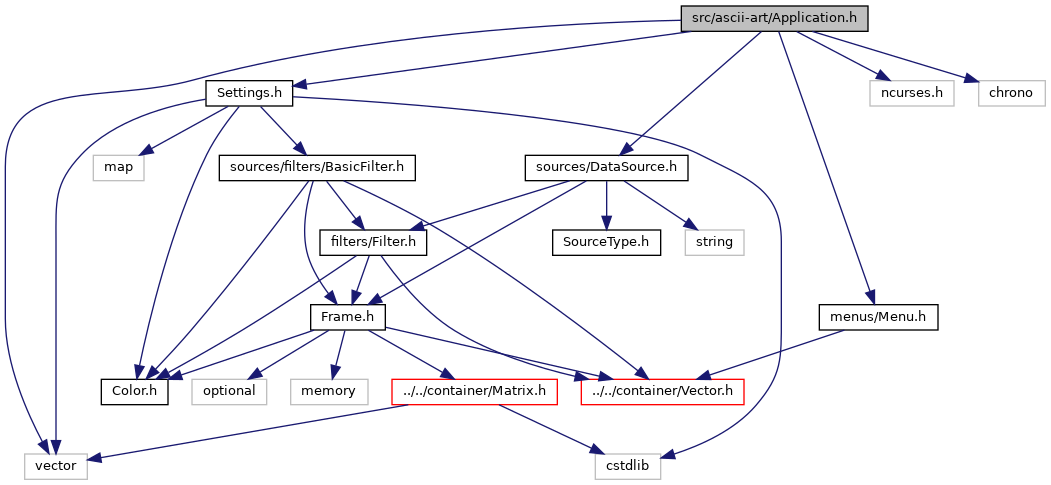 src/ascii-art/Application.h
Settings.h
ncurses.h
chrono
map
sources/filters/BasicFilter.h
sources/DataSource.h
filters/Filter.h
SourceType.h
string
Frame.h
menus/Menu.h
Color.h
optional
memory
../../container/Matrix.h
../../container/Vector.h
vector
cstdlib